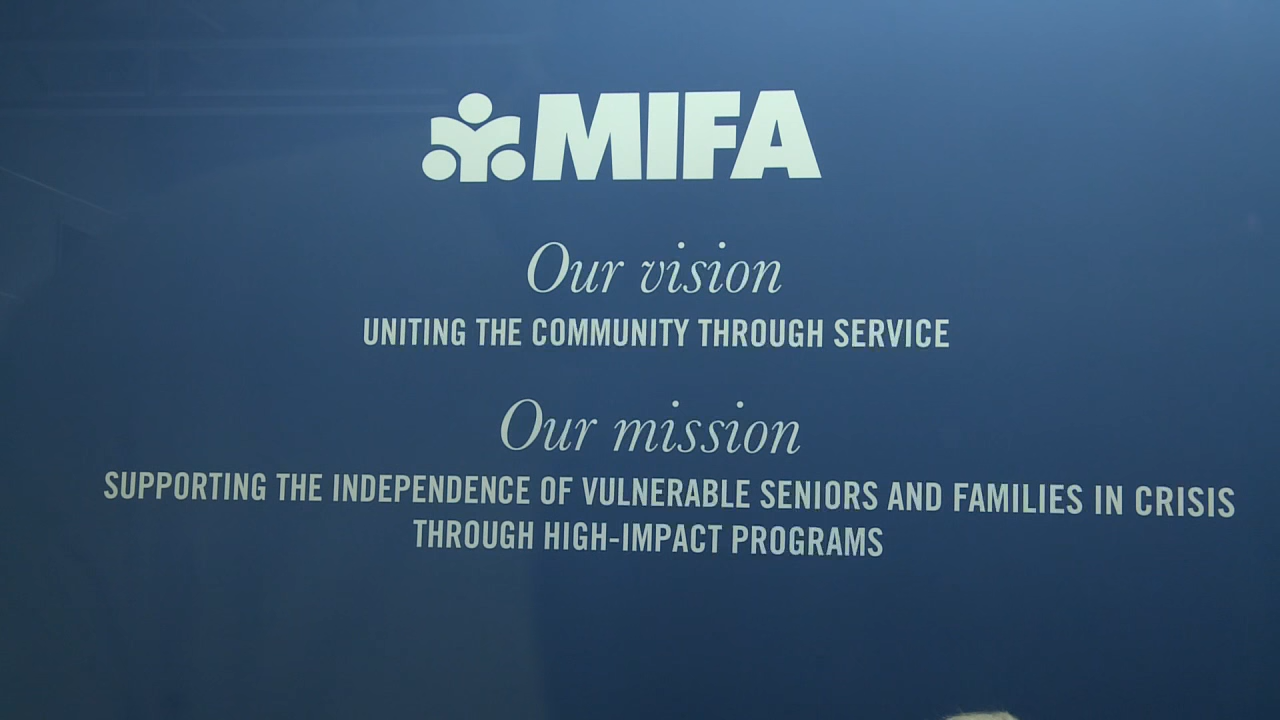 MIFA
Our vision
UNITING THE COMMUNITY THROUGH SERVICE
Our mission
SUPPORTING THE INDEPENDENCE OF VULNERABLE SENIORS AND FAMILIES IN CRISIS
THROUGH HIGH-IMPACT PROGRAMS